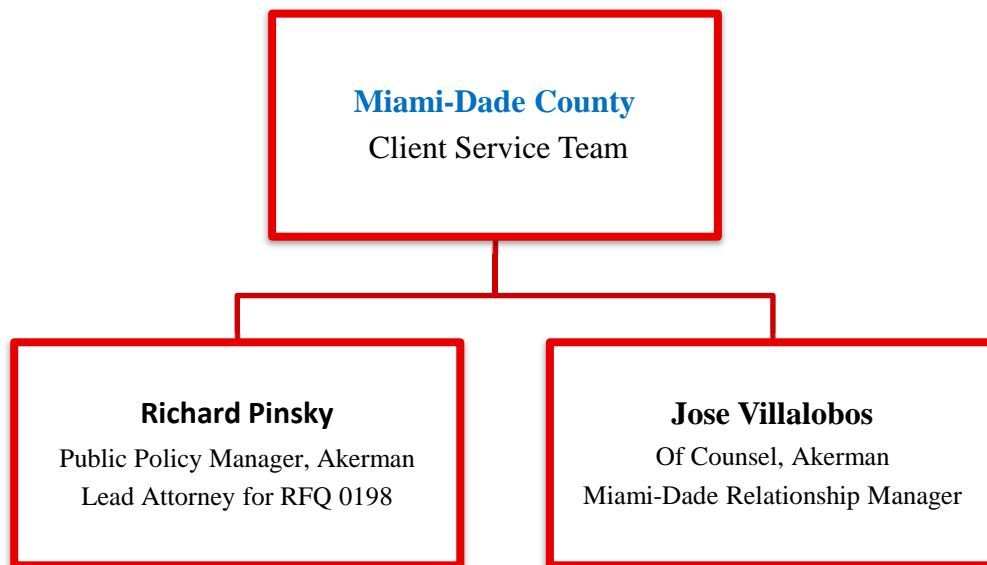 Miami-Dade County
Client Service Team
Richard Pinsky
Public Policy Manager, Akerman
Lead Attorney for RFQ 0198
Jose Villalobos
Of Counsel, Akerman
Miami-Dade Relationship Manager